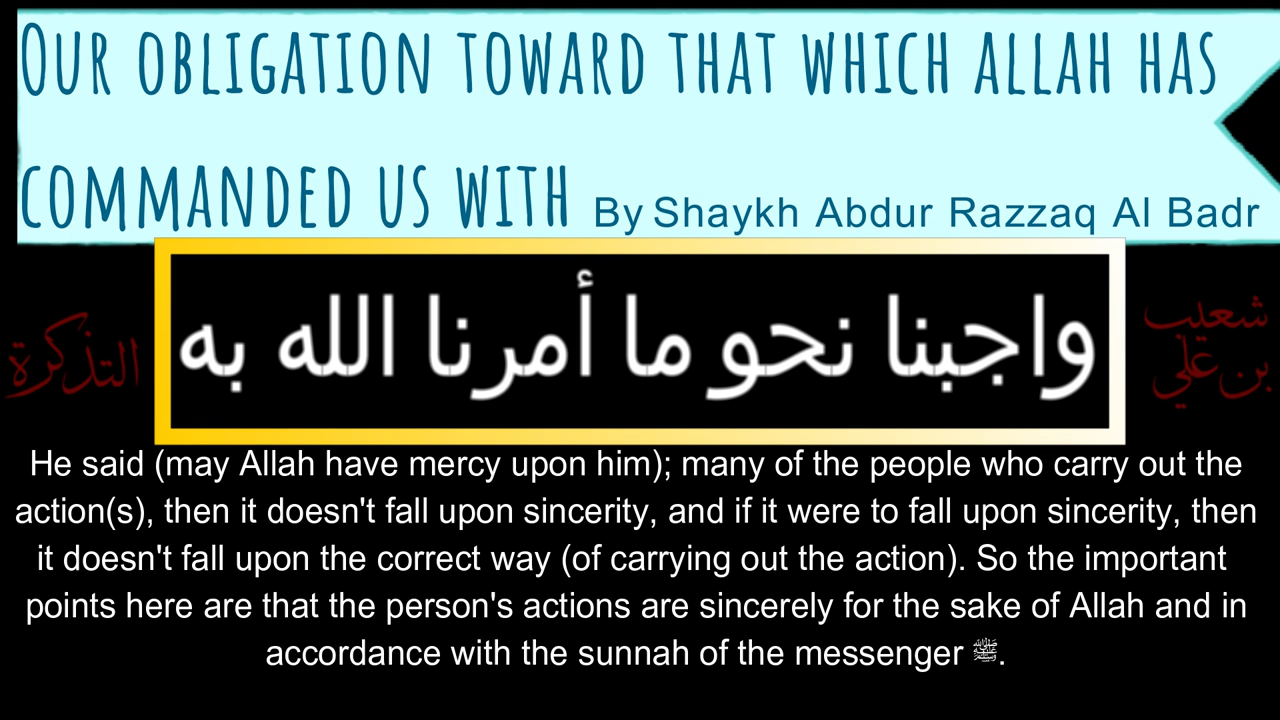 Our obligation toward that which Allah has
commanded us with By Shaykh Abdur Razzaq Al Badr
واجبنا نحو ما أمرنا الله به
شعيب
بن علي
التذكرة
He said (may Allah have mercy upon him); many of the people who carry out the
action(s), then it doesn't fall upon sincerity, and if it were to fall upon sincerity, then
it doesn't fall upon the correct way (of carrying out the action). So the important
points here are that the person's actions are sincerely for the sake of Allah and in
accordance with the sunnah of the messenger ﷺ.